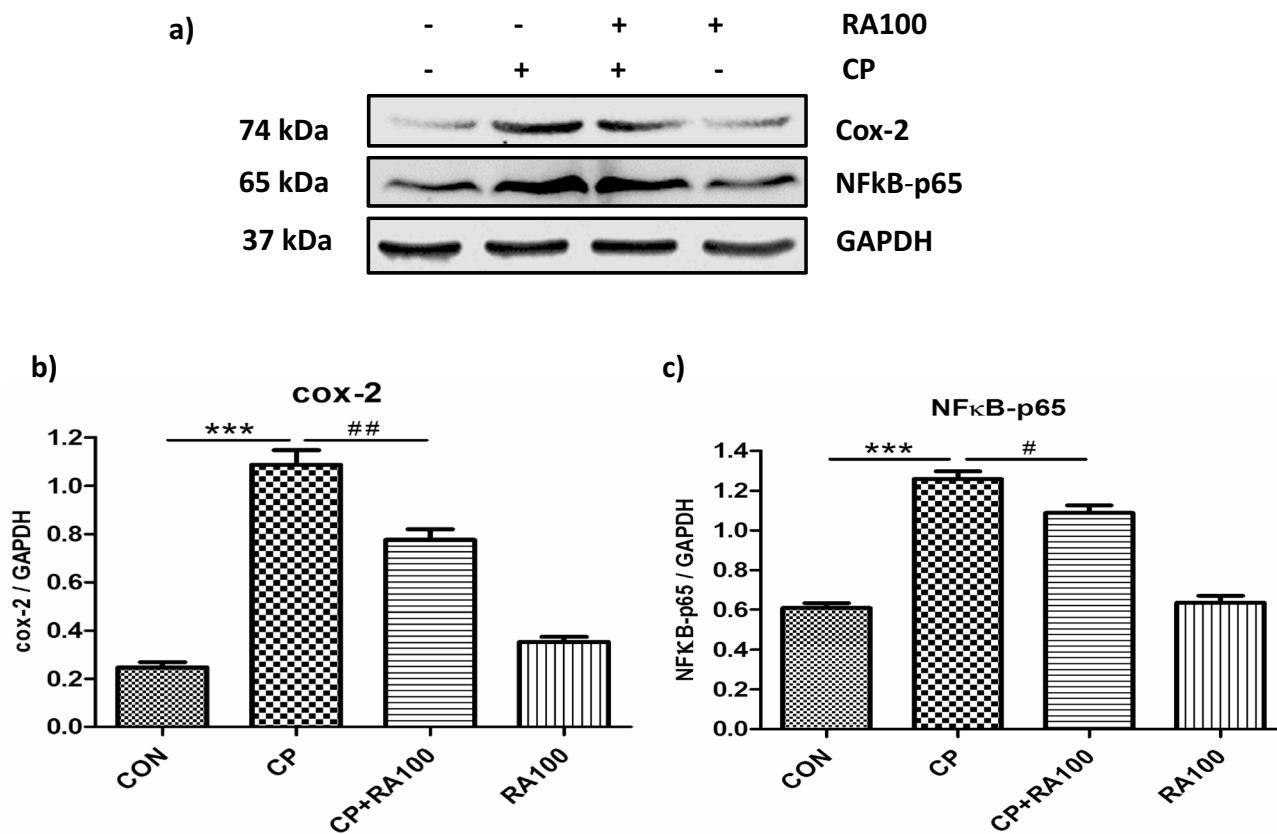 a)
- - + + RA100
- + + - CP
74 kDa Cox-2
65 kDa NFkB-p65
37 kDa GAPDH
b)
cox-2
*** ##
1.2
1.0
0.8
0.6
0.4
0.2
0.0
cox-2 / GAPDH
CON CP CP+RA100 RA100
c)
NFκB-p65
*** #
1.4
1.2
1.0
0.8
0.6
0.4
0.2
0.0
NFКB-p65 / GAPDH
CON CP CP+RA100 RA100